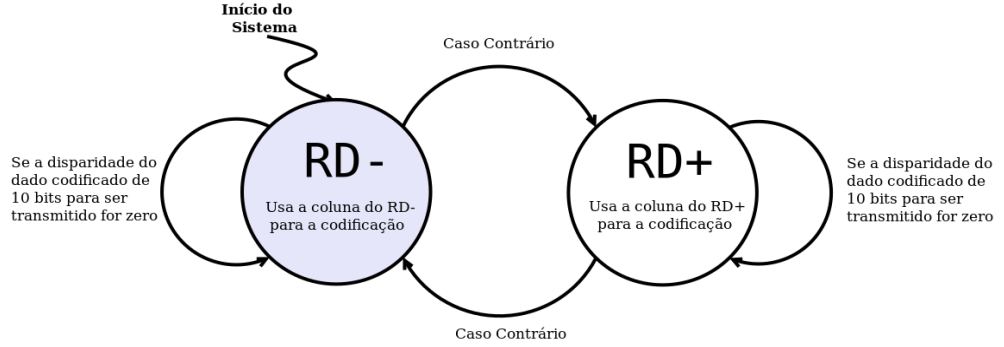 Início do
Sistema
Caso Contrário
Se a disparidade do
dado codificado de
10 bits para ser
transmitido for zero
RD-
Usa a coluna do RD-
para a codificação
RD+
Usa a coluna do RD+
para a codificação
Se a disparidade do
dado codificado de
10 bits para ser
transmitido for zero
Caso Contrário